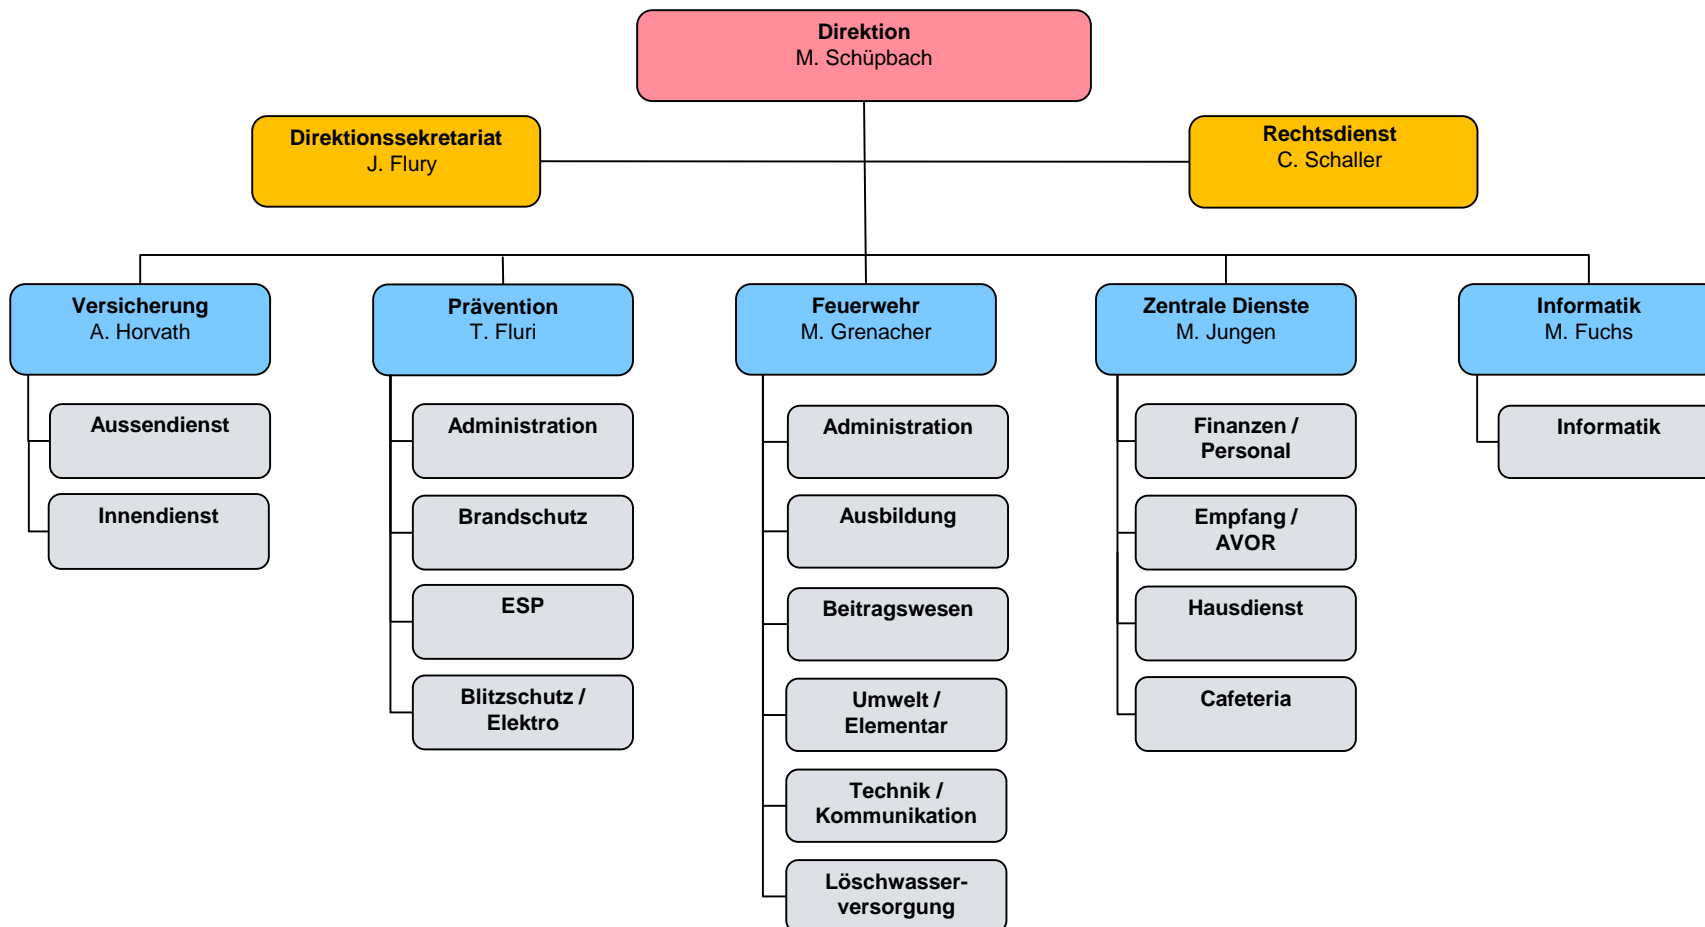 Direktion
M. Schüpbach
Direktionssekretariat
J. Flury
Rechtsdienst
C. Schaller
Versicherung
A. Horvath
Prävention
T. Fluri
Feuerwehr
M. Grenacher
Zentrale Dienste
M. Jungen
Informatik
M. Fuchs
Aussendienst
Innendienst
Administration
Brandschutz
ESP
Blitzschutz /
Elektro
Administration
Ausbildung
Beitragswesen
Umwelt /
Elementar
Technik /
Kommunikation
Löschwasser-
versorgung
Finanzen /
Personal
Empfang /
AVOR
Hausdienst
Cafeteria
Informatik